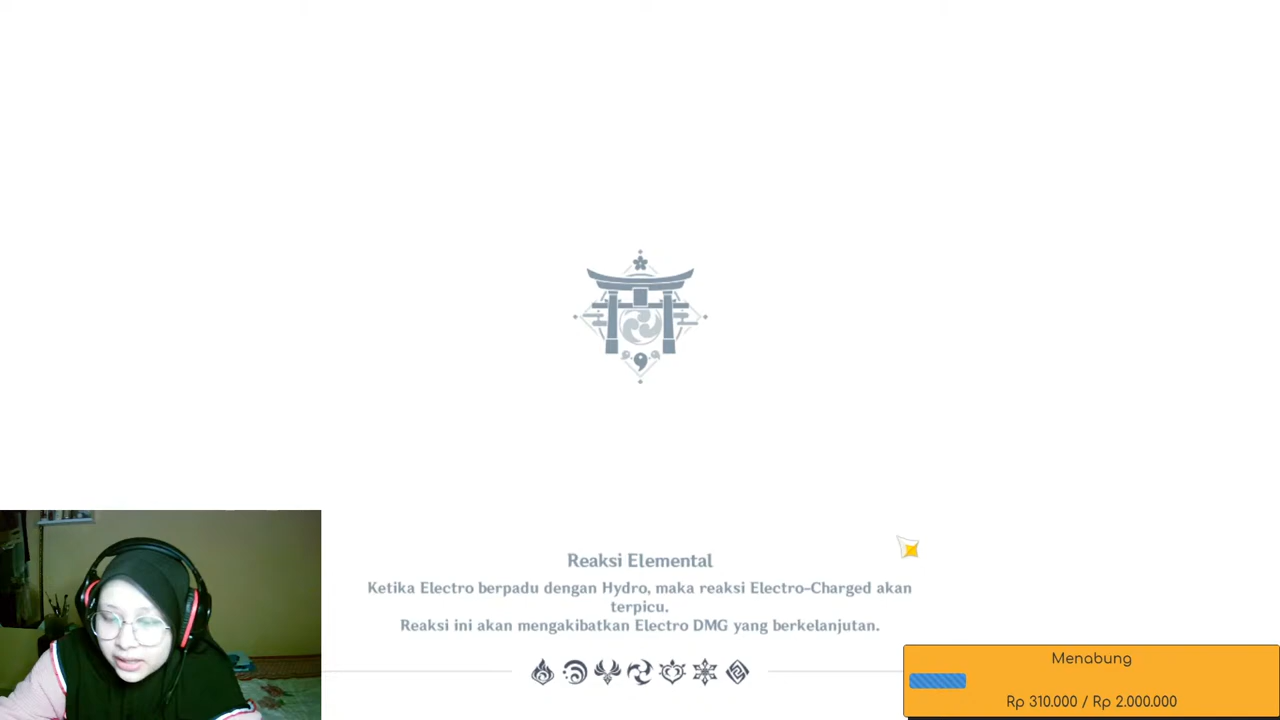 Reaksi Elemental
Ketika Electro berpadu dengan Hydro, maka reaksi Electro-Charged akan
terpicu.
Reaksi ini akan mengakibatkan Electro DMG yang berkelanjutan.
Menabung
Rp 310.000 / Rp 2.000.000